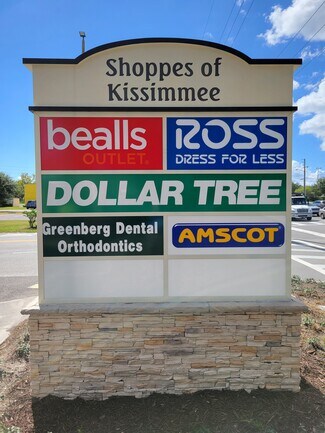 Shoppes of
Kissimmee
bealls
OUTLET
ROSS
DRESS FOR LESS
DOLLAR TREE
Greenberg Dental
Orthodontics
AMSCOT